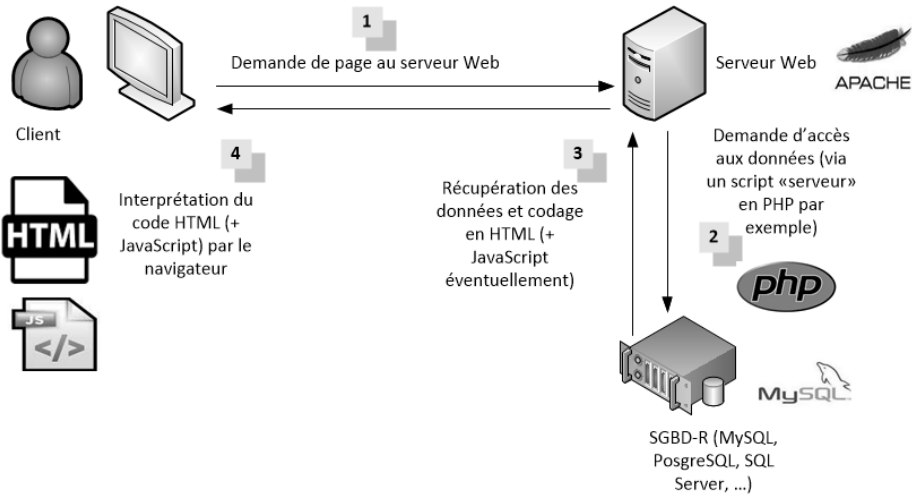 1
Demande de page au serveur Web
Serveur Web
APACHE
Client
4
Interprétation du
code HTML (+
JavaScript) par le
navigateur
HTML
JS
</>
3
Récupération des
données et codage
en HTML (+
JavaScript
éventuellement)
Demande d’accès
aux données (via
un script «serveur»
en PHP par
exemple)
2
php
MySQL
SGBD-R (MySQL,
PosgreSQL, SQL
Server, ...)